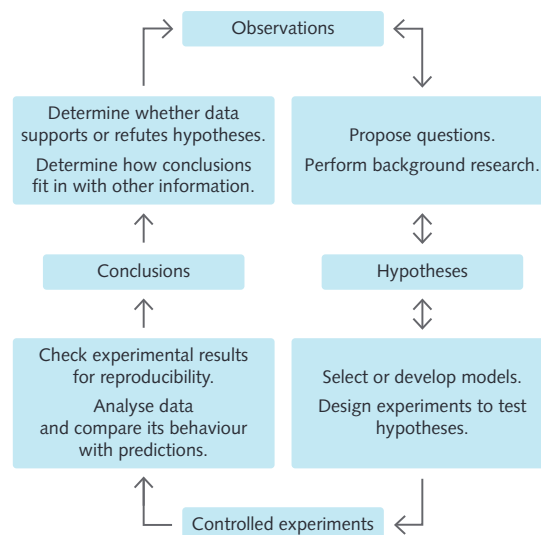 Observations
Determine whether data
supports or refutes hypotheses.
Determine how conclusions
fit in with other information.
Propose questions.
Perform background research.
Conclusions
Hypotheses
Check experimental results
for reproducibility.
Analyse data
and compare its behaviour
with predictions.
Select or develop models.
Design experiments to test
hypotheses.
Controlled experiments